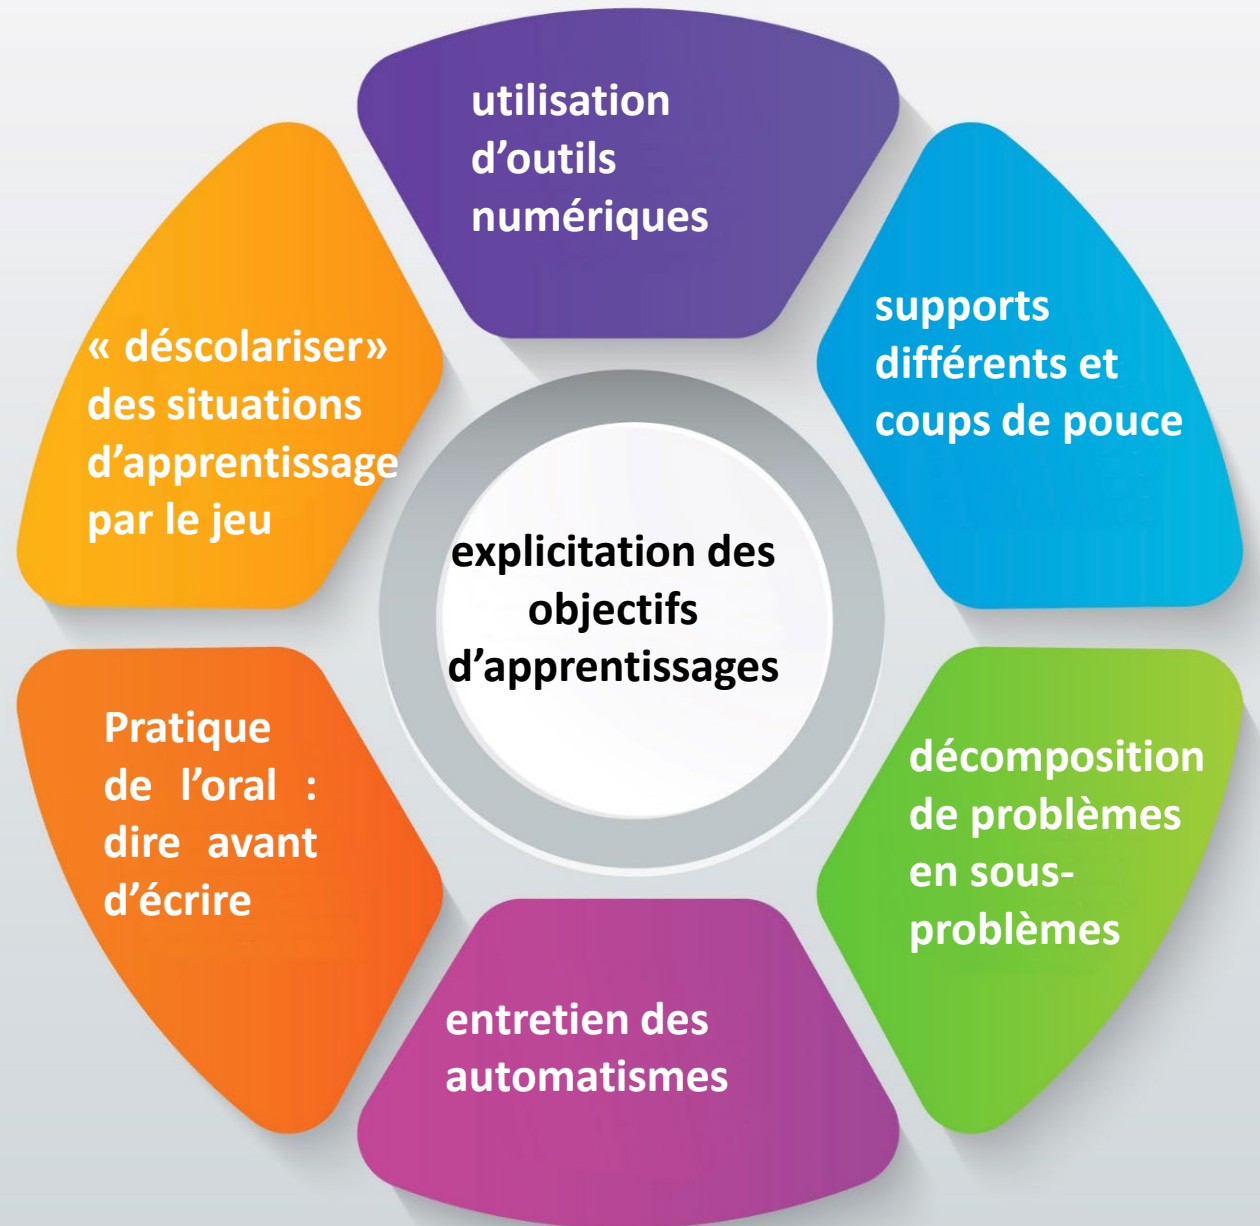 utilisation
d’outils
numériques
supports
différents et
coups de pouce
« déscolariser»
des situations
d’apprentissage
par le jeu
explicitation des
objectifs
d’apprentissages
Pratique
de l’oral :
dire avant
d’écrire
décomposition
de problèmes
en sous-
problèmes
entretien des
automatismes